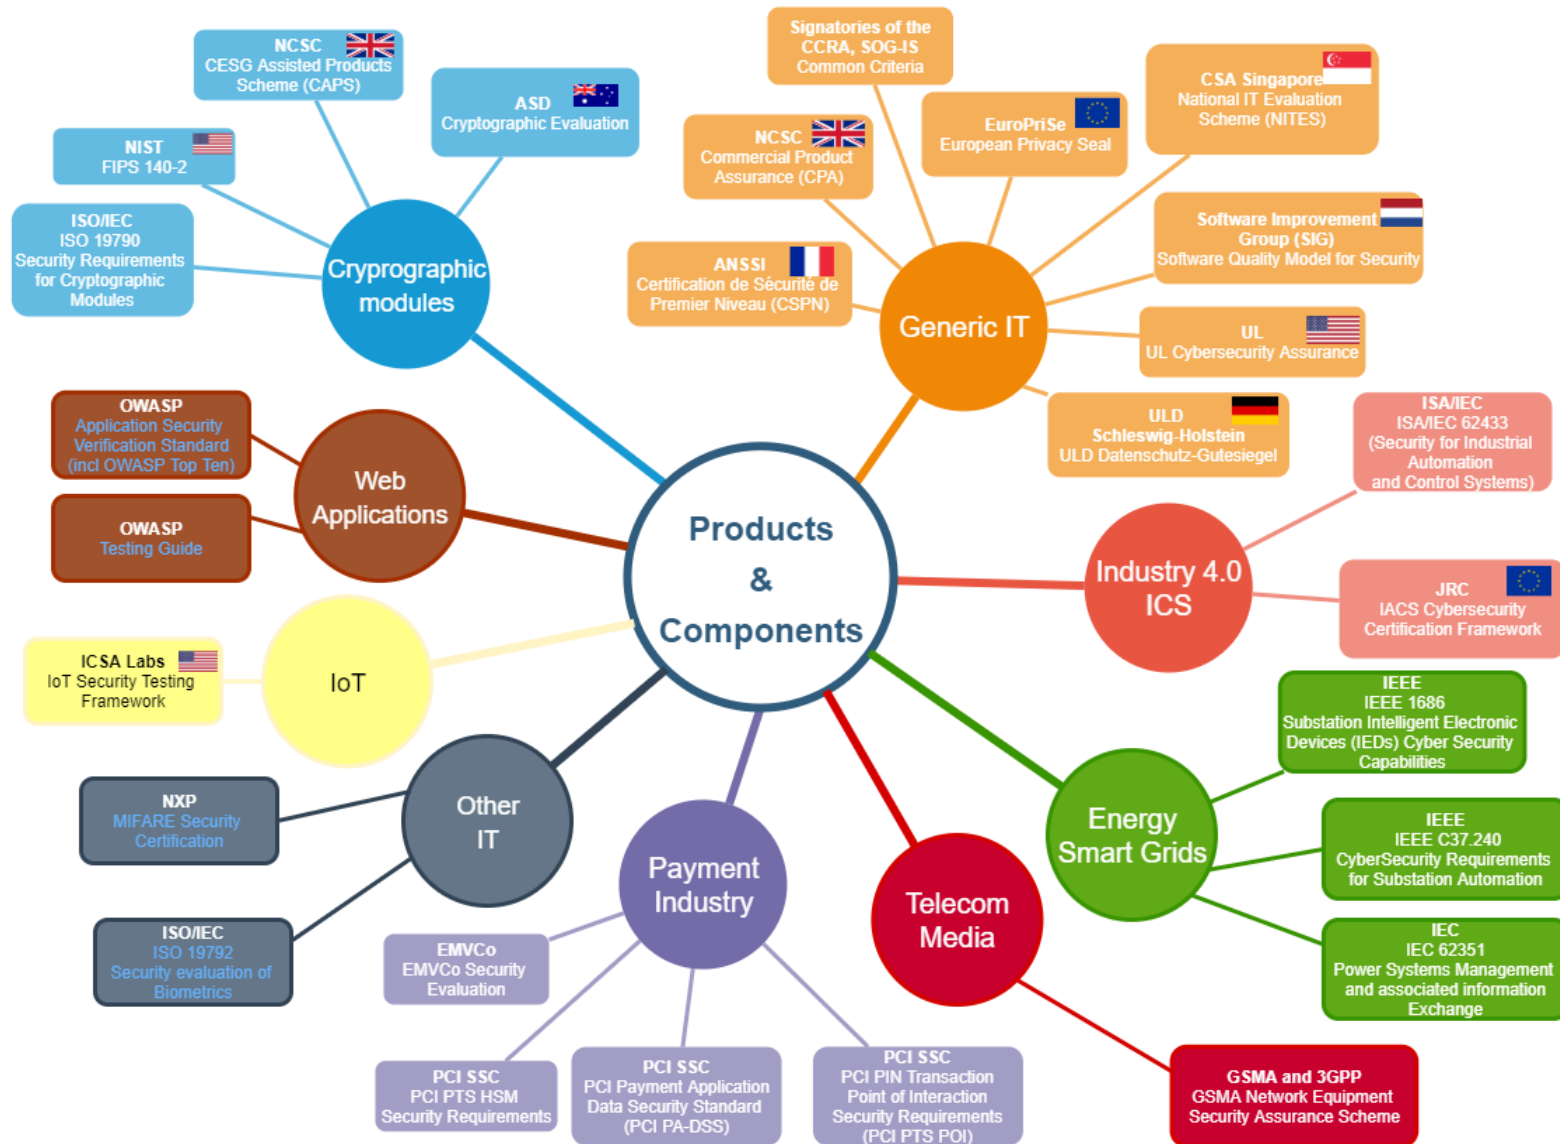 NCSC
CESG Assisted Products
Scheme (CAPS)
ASD
Cryptographic Evaluation
NIST
FIPS 140-2
ISO/IEC
ISO 19790
Security Requirements
for Cryptographic
Modules
Cryprographic
modules
Signatories of the
CCRA, SOG-IS
Common Criteria
CSA Singapore
National IT Evaluation
Scheme (NITES)
EuroPriSe
European Privacy Seal
NCSC
Commercial Product
Assurance (CPA)
Software Improvement
Group (SIG)
Software Quality Model for Security
ANSSI
Certification de Sécurité de
Premier Niveau (CSPN)
Generic IT
UL
UL Cybersecurity Assurance
ULD
Schleswig-Holstein
ULD Datenschutz-Gutesiegel
OWASP
Application Security
Verification Standard
(incl OWASP Top Ten)
OWASP
Testing Guide
Web
Applications
Products
&
Components
ISA/IEC
ISA/IEC 62433
(Security for Industrial
Automation
and Control Systems)
Industry 4.0
ICS
JRC
IACS Cybersecurity
Certification Framework
ICSA Labs
IoT Security Testing
Framework
IoT
IEEE
IEEE 1686
Substation Intelligent Electronic
Devices (IEDs) Cyber Security
Capabilities
Energy
Smart Grids
IEEE
IEEE C37.240
CyberSecurity Requirements
for Substation Automation
IEC
IEC 62351
Power Systems Management
and associated information
Exchange
NXP
MIFARE Security
Certification
Other
IT
ISO/IEC
ISO 19792
Security evaluation of
Biometrics
Payment
Industry
EMVCo
EMVCo Security
Evaluation
PCI SSC
PCI PTS HSM
Security Requirements
PCI SSC
PCI Payment Application
Data Security Standard
(PCI PA-DSS)
PCI SSC
PCI PIN Transaction
Point of Interaction
Security Requirements
(PCI PTS POI)
Telecom
Media
GSMA and 3GPP
GSMA Network Equipment
Security Assurance Scheme